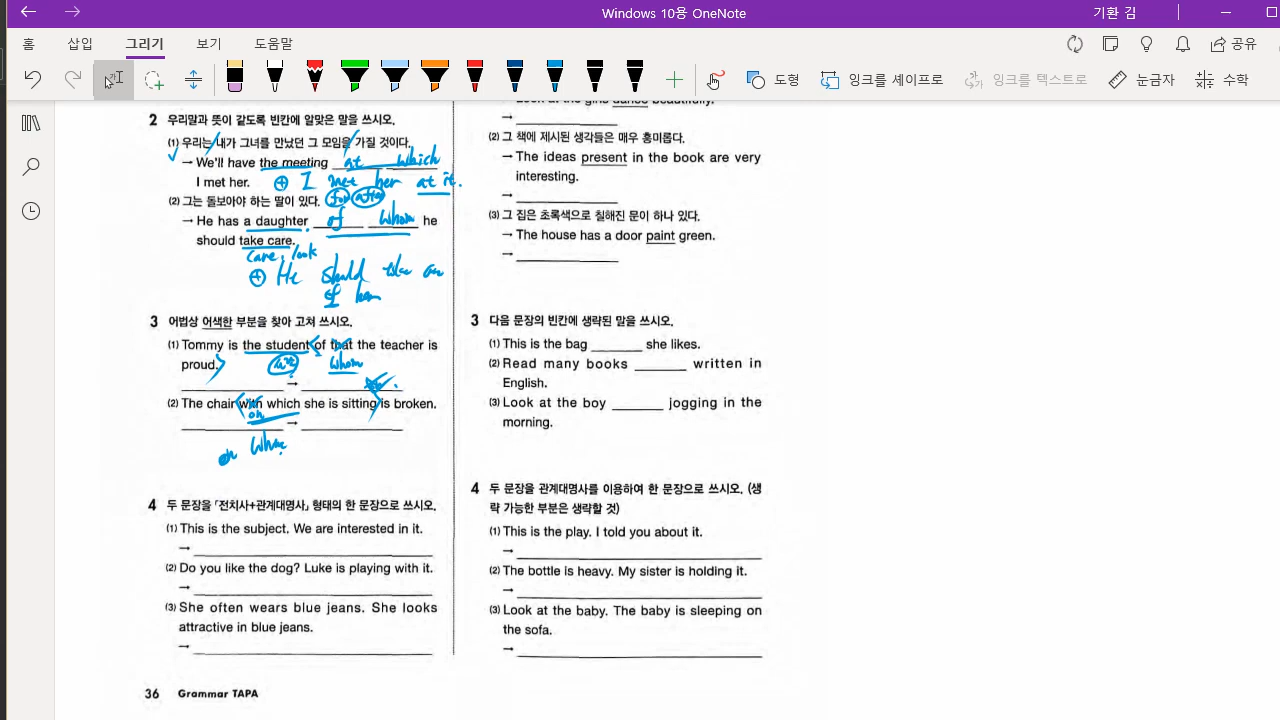 Windows 10용 OneNote
기환 김
홈 삽입 그리기 보기 도움말
공유
도형 잉크를 셰이프로 잉크를 텍스트로 눈금자 수학
2 우리말과 뜻이 같도록 빈칸에 알맞은 말을 쓰시오.
(1) 우리는 내가 그녀를 만났던 그 모임을 가질 것이다.
→ We'll have the meeting at which
I met her. ⊕ I met her at it.
(2) 그는 돌보아야 하는 딸이 있다. for after
→ He has a daughter of whom he
should take care.
care, look
⊕ He should take
of
3 어법상 어색한 부분을 찾아 고쳐 쓰시오.
(1) Tommy is the student of that the teacher is
proud. whom
→
(2) The chair with which she is sitting is broken.
on
→
on
4 두 문장을 「전치사+관계대명사」 형태의 한 문장으로 쓰시오.
(1) This is the subject. We are interested in it.
→
(2) Do you like the dog? Luke is playing with it.
→
(3) She often wears blue jeans. She looks
attractive in blue jeans.
→
36 Grammar TAPA
→
(2) 그 책에 제시된 생각들은 매우 흥미롭다.
→ The ideas present in the book are very
interesting.
→
(3) 그 집은 초록색으로 칠해진 문이 하나 있다.
→ The house has a door paint green.
→
3 다음 문장의 빈칸에 생략된 말을 쓰시오.
(1) This is the bag ______ she likes.
(2) Read many books ______ written in
English.
(3) Look at the boy ______ jogging in the
morning.
4 두 문장을 관계대명사를 이용하여 한 문장으로 쓰시오. (생
략 가능한 부분은 생략할 것)
(1) This is the play. I told you about it.
→
(2) The bottle is heavy. My sister is holding it.
→
(3) Look at the baby. The baby is sleeping on
the sofa.
→